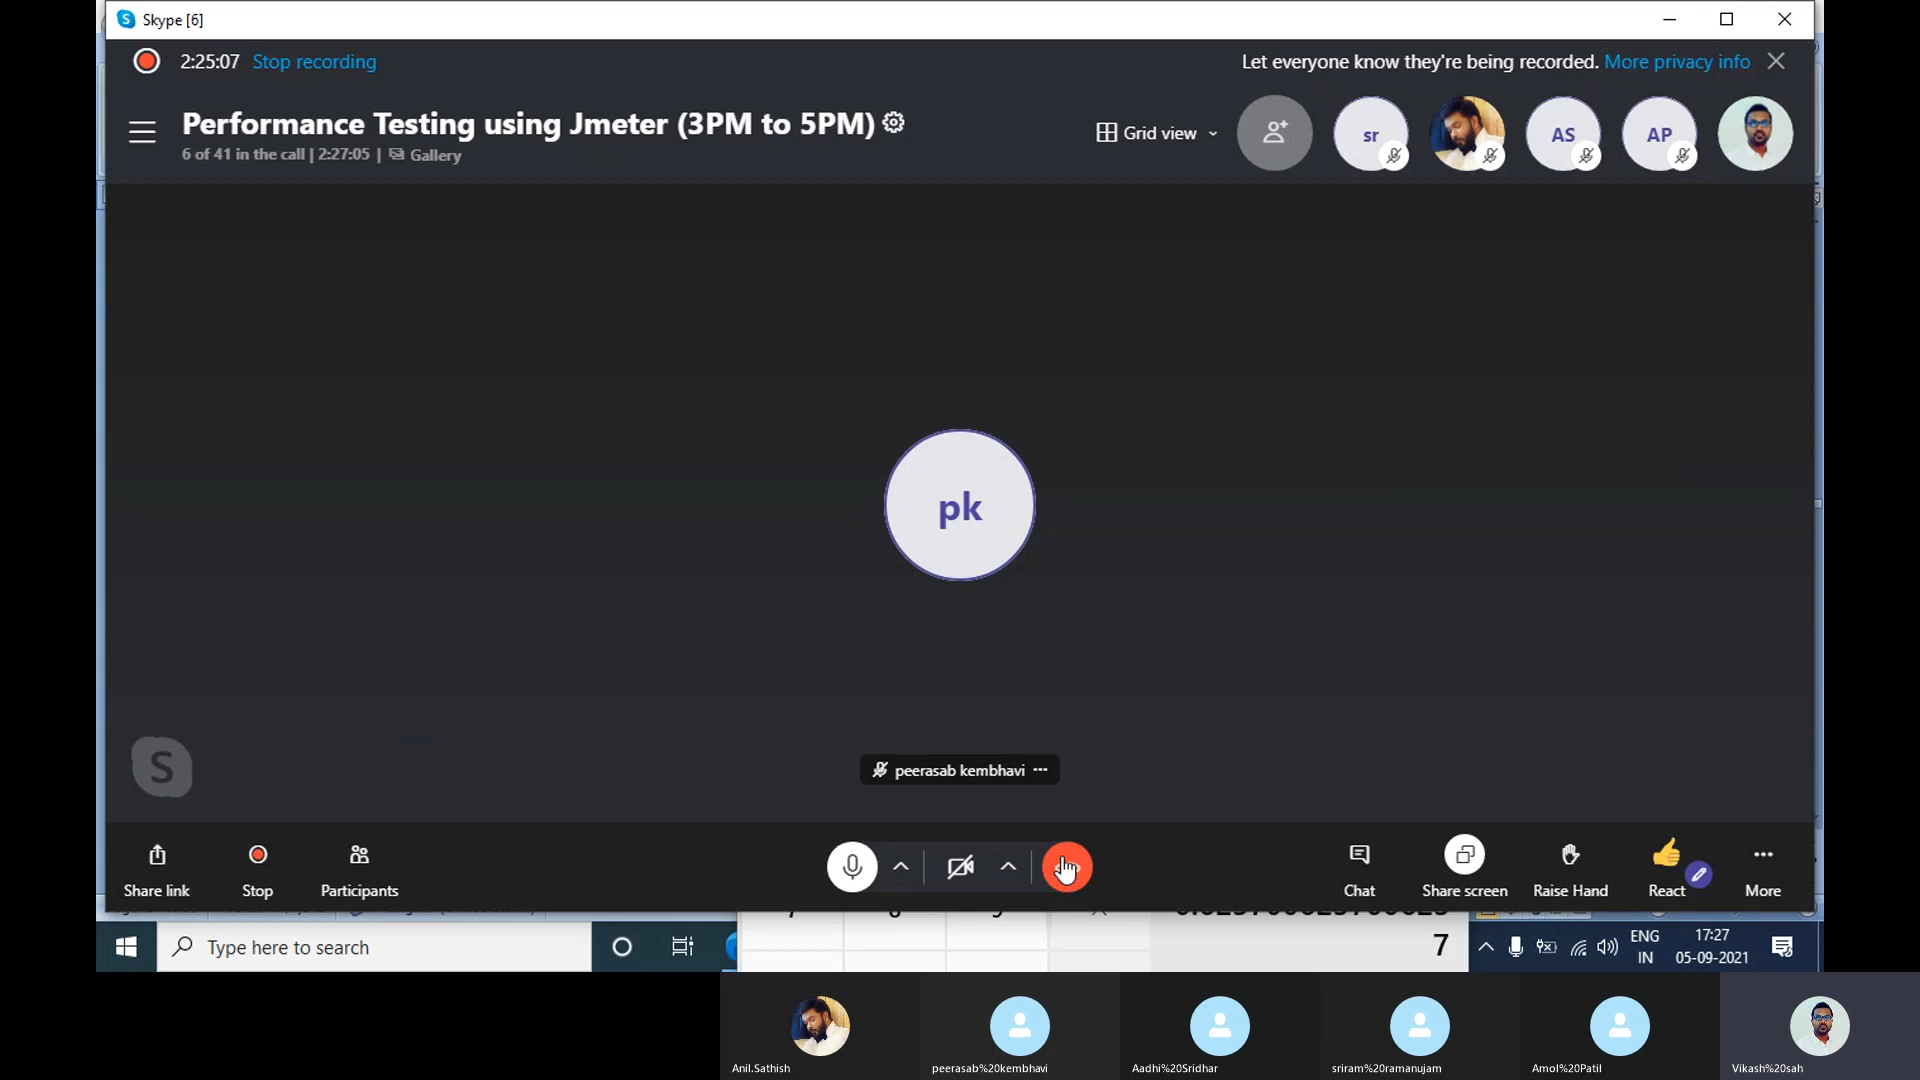 Skype [6]
2:25:07 Stop recording
Let everyone know they're being recorded. More privacy info
Performance Testing using Jmeter (3PM to 5PM)
6 of 41 in the call | 2:27:05 | Gallery
Grid view
sr
AS
AP
pk
S
peerasab kembhavi
Share link
Stop
Participants
Chat
Share screen
Raise Hand
React
More
Type here to search
7
ENG
IN
17:27
05-09-2021
Anil.Sathish
peerasab%20kembhavi
Aadhi%20Sridhar
sriram%20ramanujam
Amol%20Patil
Vikash%20sah